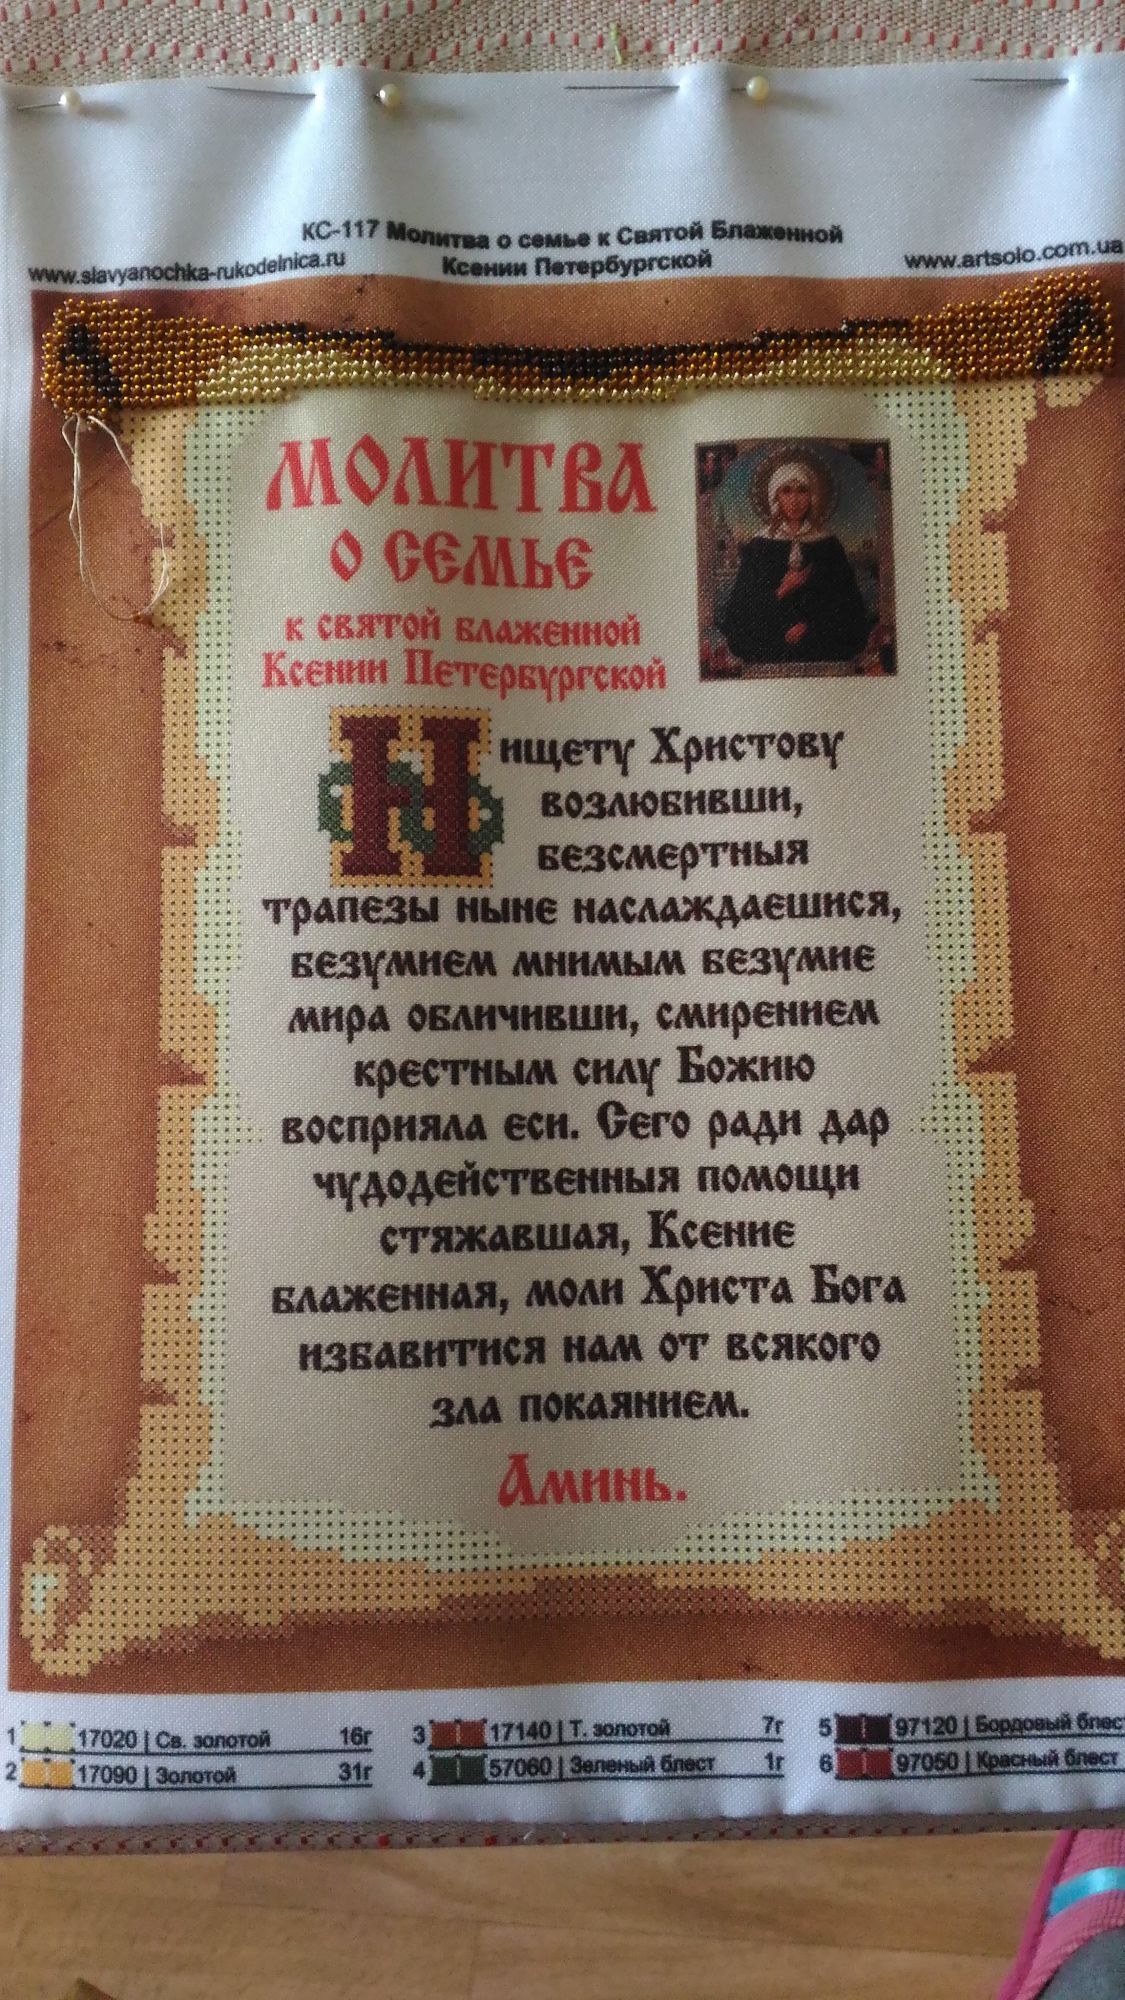 КС-117 Молитва о семье к Святой Блаженной
Ксении Петербургской
www.slavyanochka-rukodelnica.ru
www.artsolo.com.ua
МОЛИТВА
О СЕМЬЕ
к святой блаженной
Ксении Петербургской
Нищету Христову
возлюбивши,
безсмертныя
трапезы ныне наслаждаешися,
безумием мнимым безумие
мира обличивши, смирением
крестным силу Божию
восприяла еси. Сего ради дар
чудодейственныя помощи
стяжавшая, Ксение
блаженная, моли Христа Бога
избавитися нам от всякого
зла покаянием.
Аминь.
1 17020 | Св. золотой 16г
2 17090 | Золотой 31г
3 17140 | Т. золотой 7г
4 57060 | Зеленый блест 1г
5 97120 | Бордовый блест
6 97050 | Красный блест